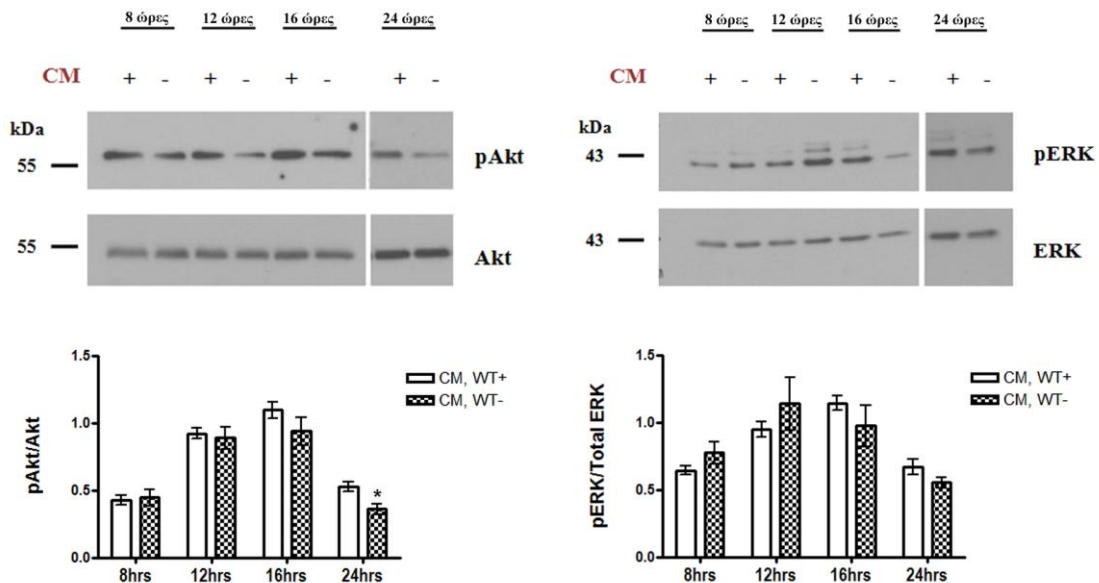 8 ώρες 12 ώρες 16 ώρες 24 ώρες
CM + - + - + - + -
kDa
55
pAkt
55
Akt
1.5
1.0
0.5
0.0
pAkt/Akt
CM, WT+
CM, WT-
*
8hrs 12hrs 16hrs 24hrs
8 ώρες 12 ώρες 16 ώρες 24 ώρες
CM + - + - + - + -
kDa
43
pERK
43
ERK
1.5
1.0
0.5
0.0
pERK/Total ERK
CM, WT+
CM, WT-
8hrs 12hrs 16hrs 24hrs